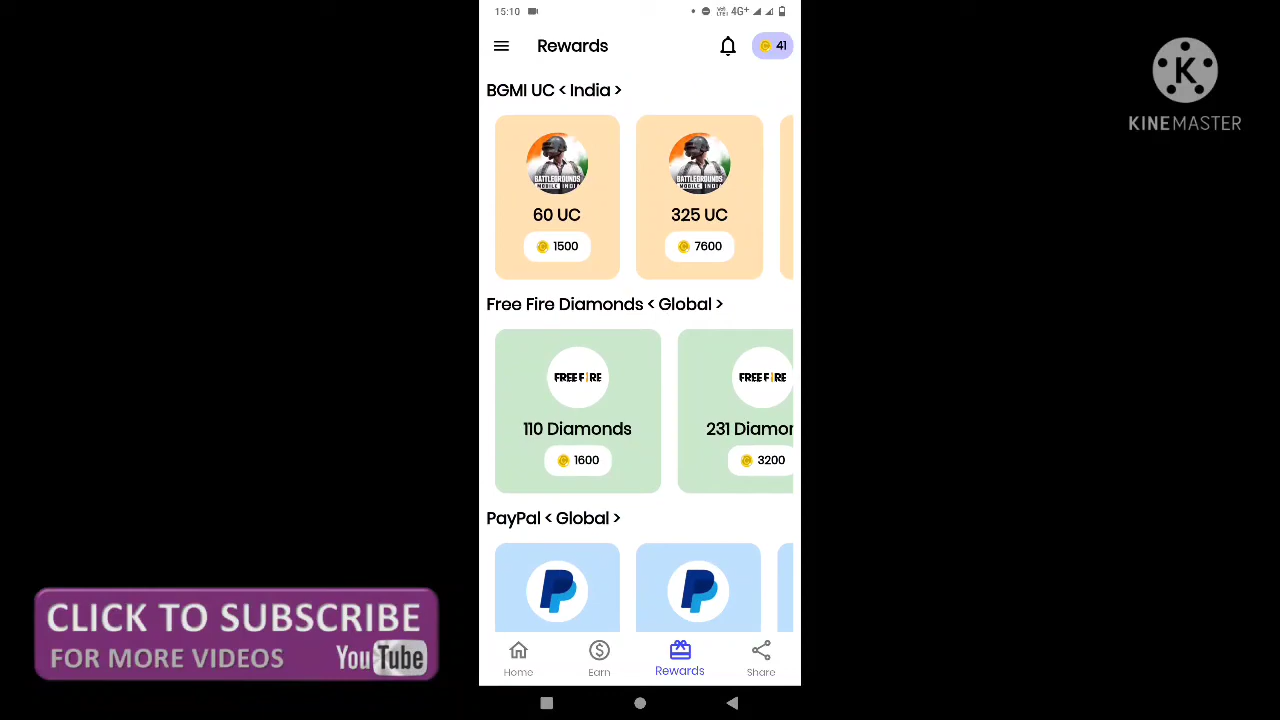 15:10
Vo) LTE1 4G+
Rewards
41
KINEMASTER
BGMI UC < India >
BATTLEGROUNDS
MOBILE INDIA
BATTLEGROUNDS
MOBILE INDIA
60 UC
325 UC
1500
7600
Free Fire Diamonds < Global >
FREE FIRE
FREE FIRE
110 Diamonds
231 Diamon
1600
3200
PayPal < Global >
CLICK TO SUBSCRIBE
FOR MORE VIDEOS YouTube
Home
Earn
Rewards
Share